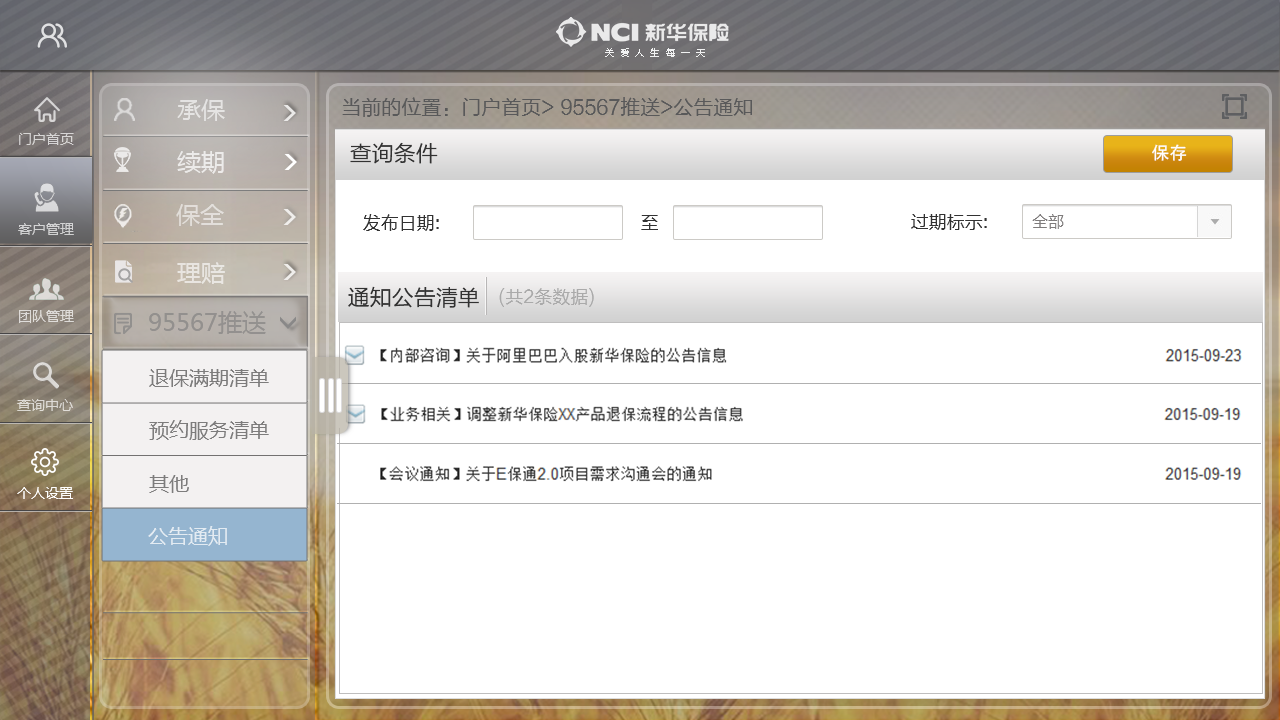 NCI 新华保险
关爱人生每一天
门户首页
客户管理
团队管理
查询中心
个人设置
承保
续期
保全
理赔
95567推送
退保满期清单
预约服务清单
其他
公告通知
当前的位置：门户首页> 95567推送>公告通知
查询条件 保存
发布日期: 至 过期标示: 全部
通知公告清单 (共2条数据)
【内部咨询】关于阿里巴巴入股新华保险的公告信息 2015-09-23
【业务相关】调整新华保险XX产品退保流程的公告信息 2015-09-19
【会议通知】关于E保通2.0项目需求沟通会的通知 2015-09-19